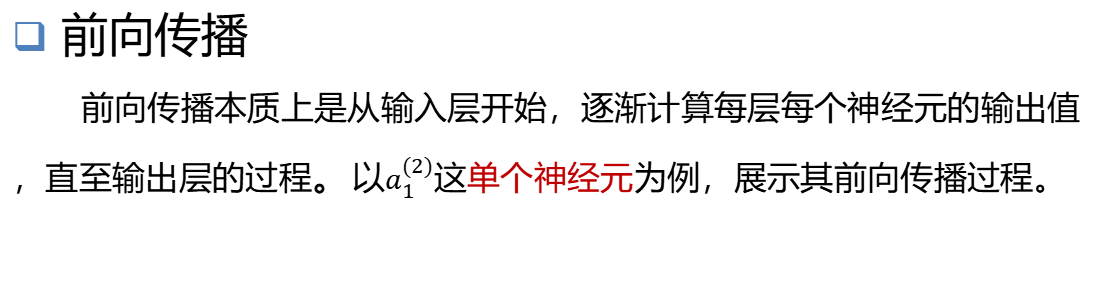 前向传播
前向传播本质上是从输入层开始，逐渐计算每层每个神经元的输出值
，直至输出层的过程。 以$a_1^{(2)}$这单个神经元为例，展示其前向传播过程。